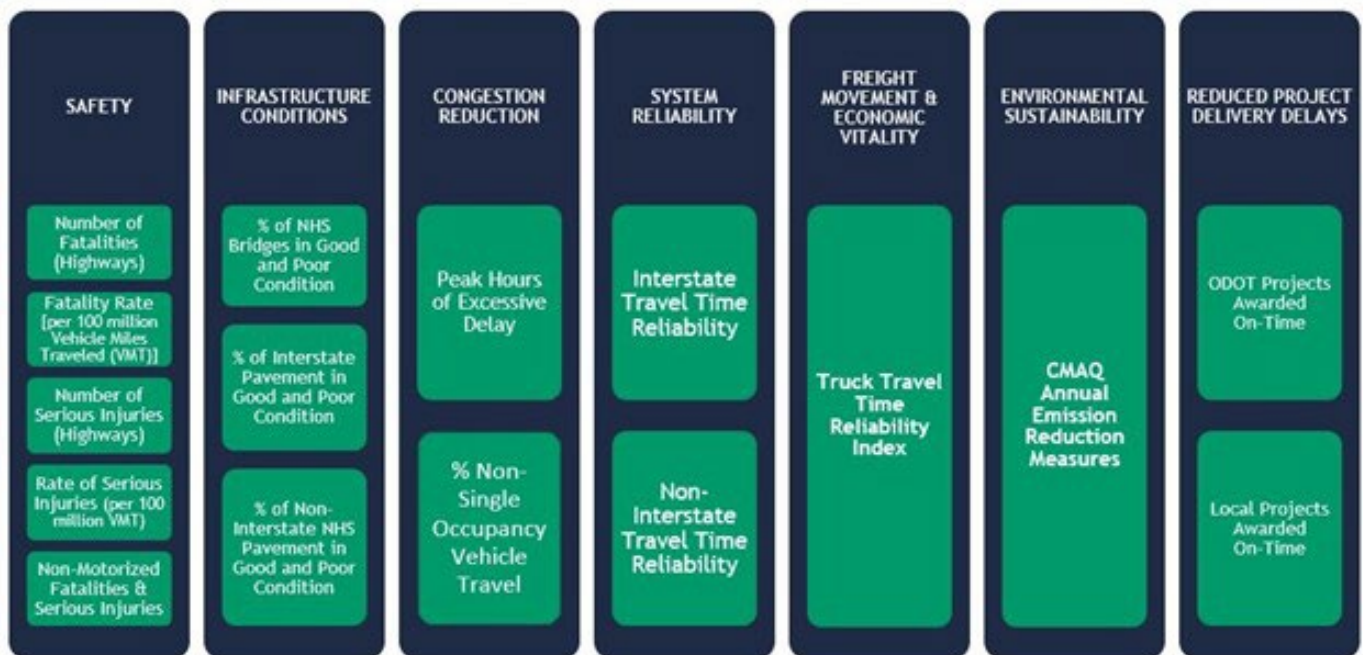 SAFETY
Number of
Fatalities
(Highways)
Fatality Rate
[per 100 million
Vehicle Miles
Traveled (VMT)]
Number of
Serious Injuries
(Highways)
Rate of Serious
Injuries (per 100
million VMT)
Non-Motorized
Fatalities &
Serious Injuries
INFRASTRUCTURE
CONDITIONS
% of NHS
Bridges in Good
and Poor
Condition
% of Interstate
Pavement in
Good and Poor
Condition
% of Non-
Interstate NHS
Pavement in
Good and Poor
Condition
CONGESTION
REDUCTION
Peak Hours
of Excessive
Delay
% Non-
Single
Occupancy
Vehicle
Travel
SYSTEM
RELIABILITY
Interstate
Travel Time
Reliability
Non-
Interstate
Travel Time
Reliability
FREIGHT
MOVEMENT &
ECONOMIC
VITALITY
Truck Travel
Time
Reliability
Index
ENVIRONMENTAL
SUSTAINABILITY
CMAQ
Annual
Emission
Reduction
Measures
REDUCED PROJECT
DELIVERY DELAYS
ODOT Projects
Awarded
On-Time
Local Projects
Awarded
On-Time